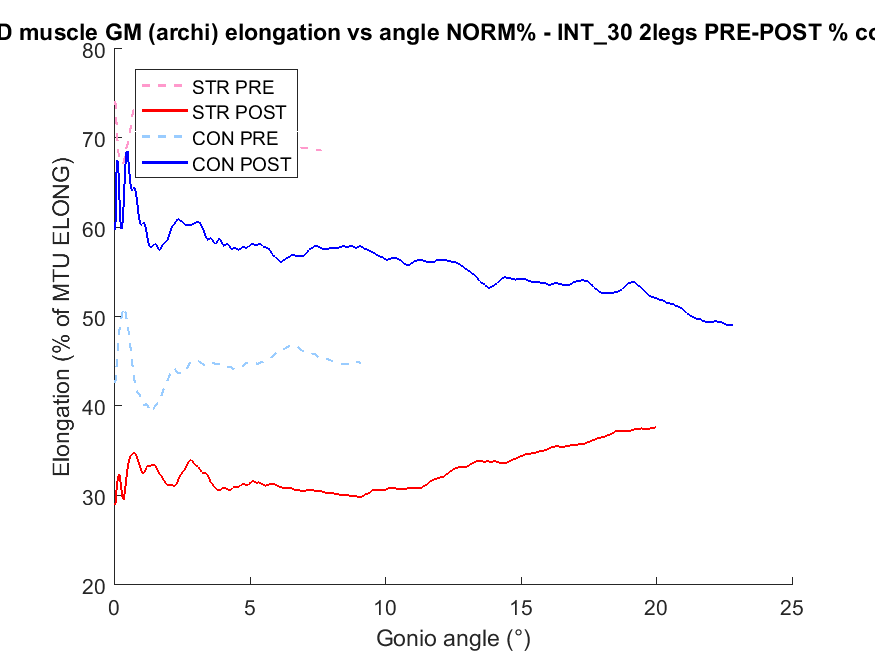 D muscle GM (archi) elongation vs angle NORM% - INT_30 2legs PRE-POST % co
80
70
60
50
40
30
20
Elongation (% of MTU ELONG)
STR PRE
STR POST
CON PRE
CON POST
0 5 10 15 20 25
Gonio angle (°)